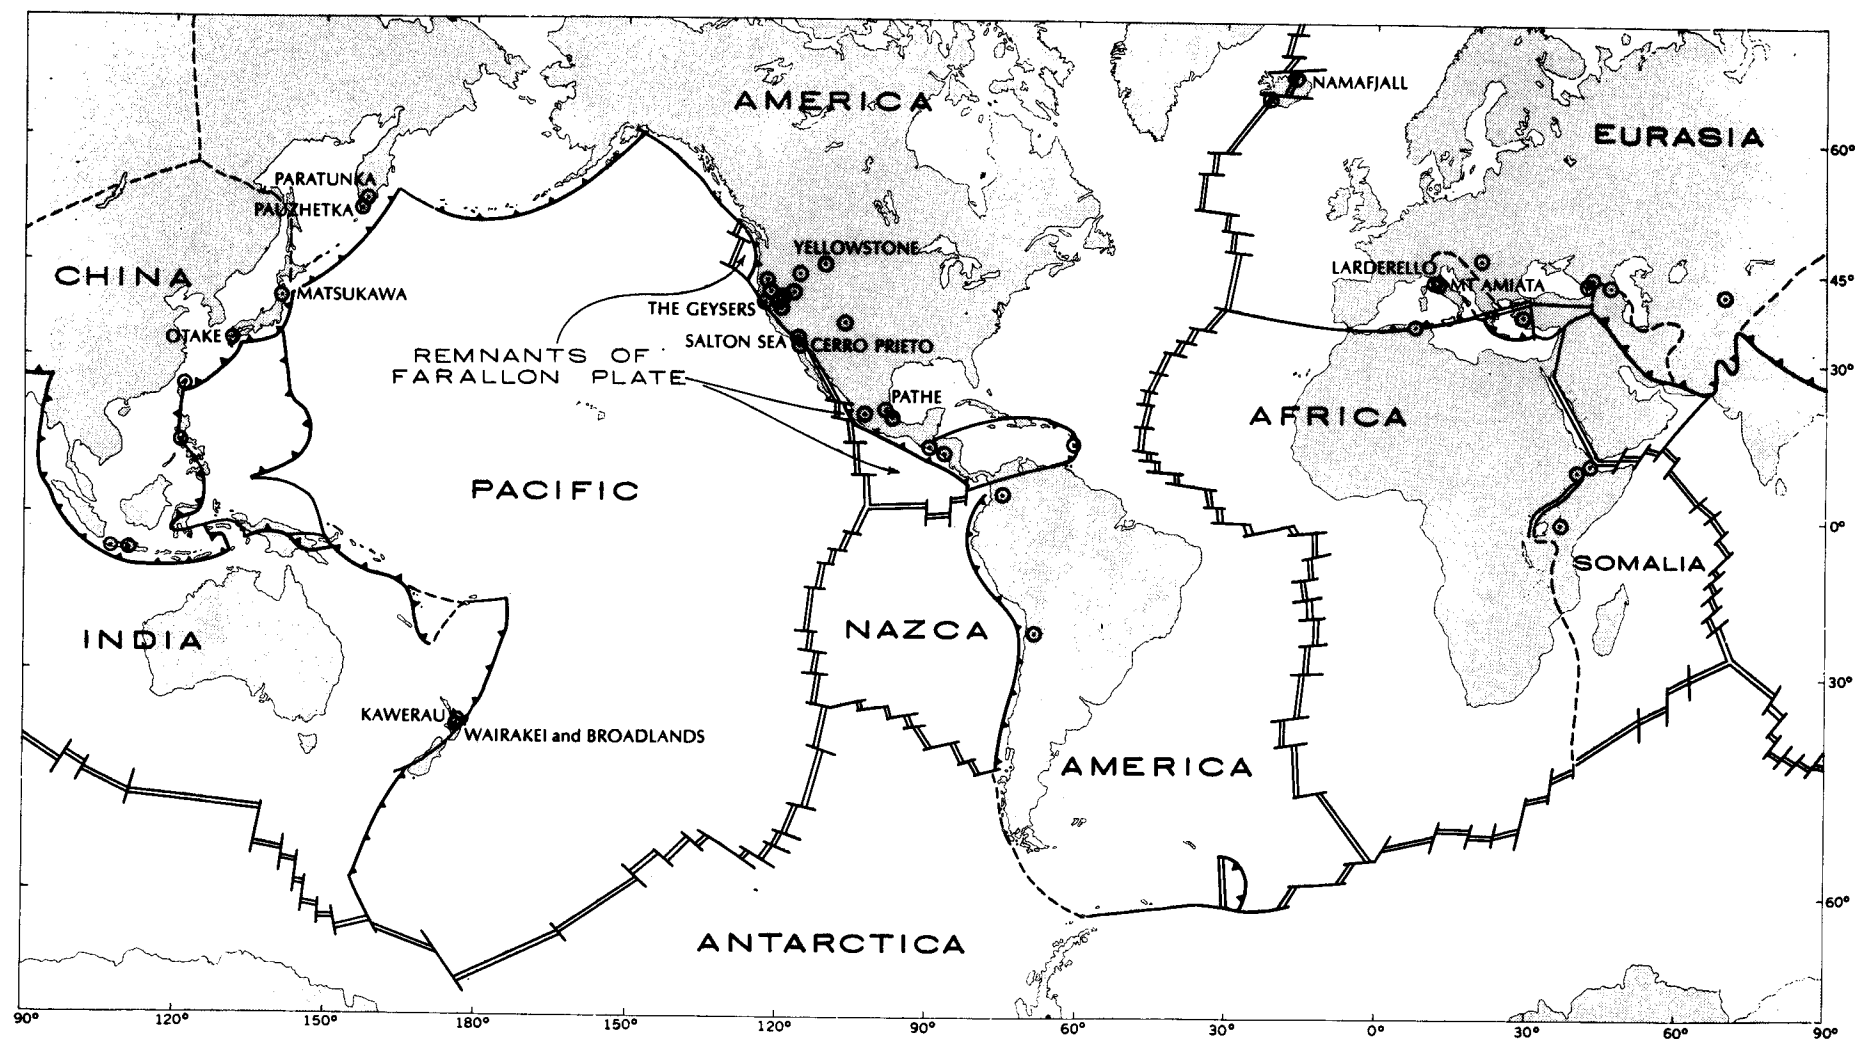 AMERICA
NAMAFJALL
EURASIA
60°
PARATUNKA
PAUZHETKA
YELLOWSTONE
CHINA
LARDERELLO
MT AMIATA
45°
MATSUKAWA
THE GEYSERS
OTAKE
SALTON SEA
CERRO PRIETO
REMNANTS OF
FARALLON PLATE
30°
PATHE
AFRICA
PACIFIC
0°
SOMALIA
INDIA
NAZCA
30°
KAWERAU
WAIRAKEI and BROADLANDS
AMERICA
60°
ANTARCTICA
90° 120° 150° 180° 150° 120° 90° 60° 30° 0° 30° 60° 90°